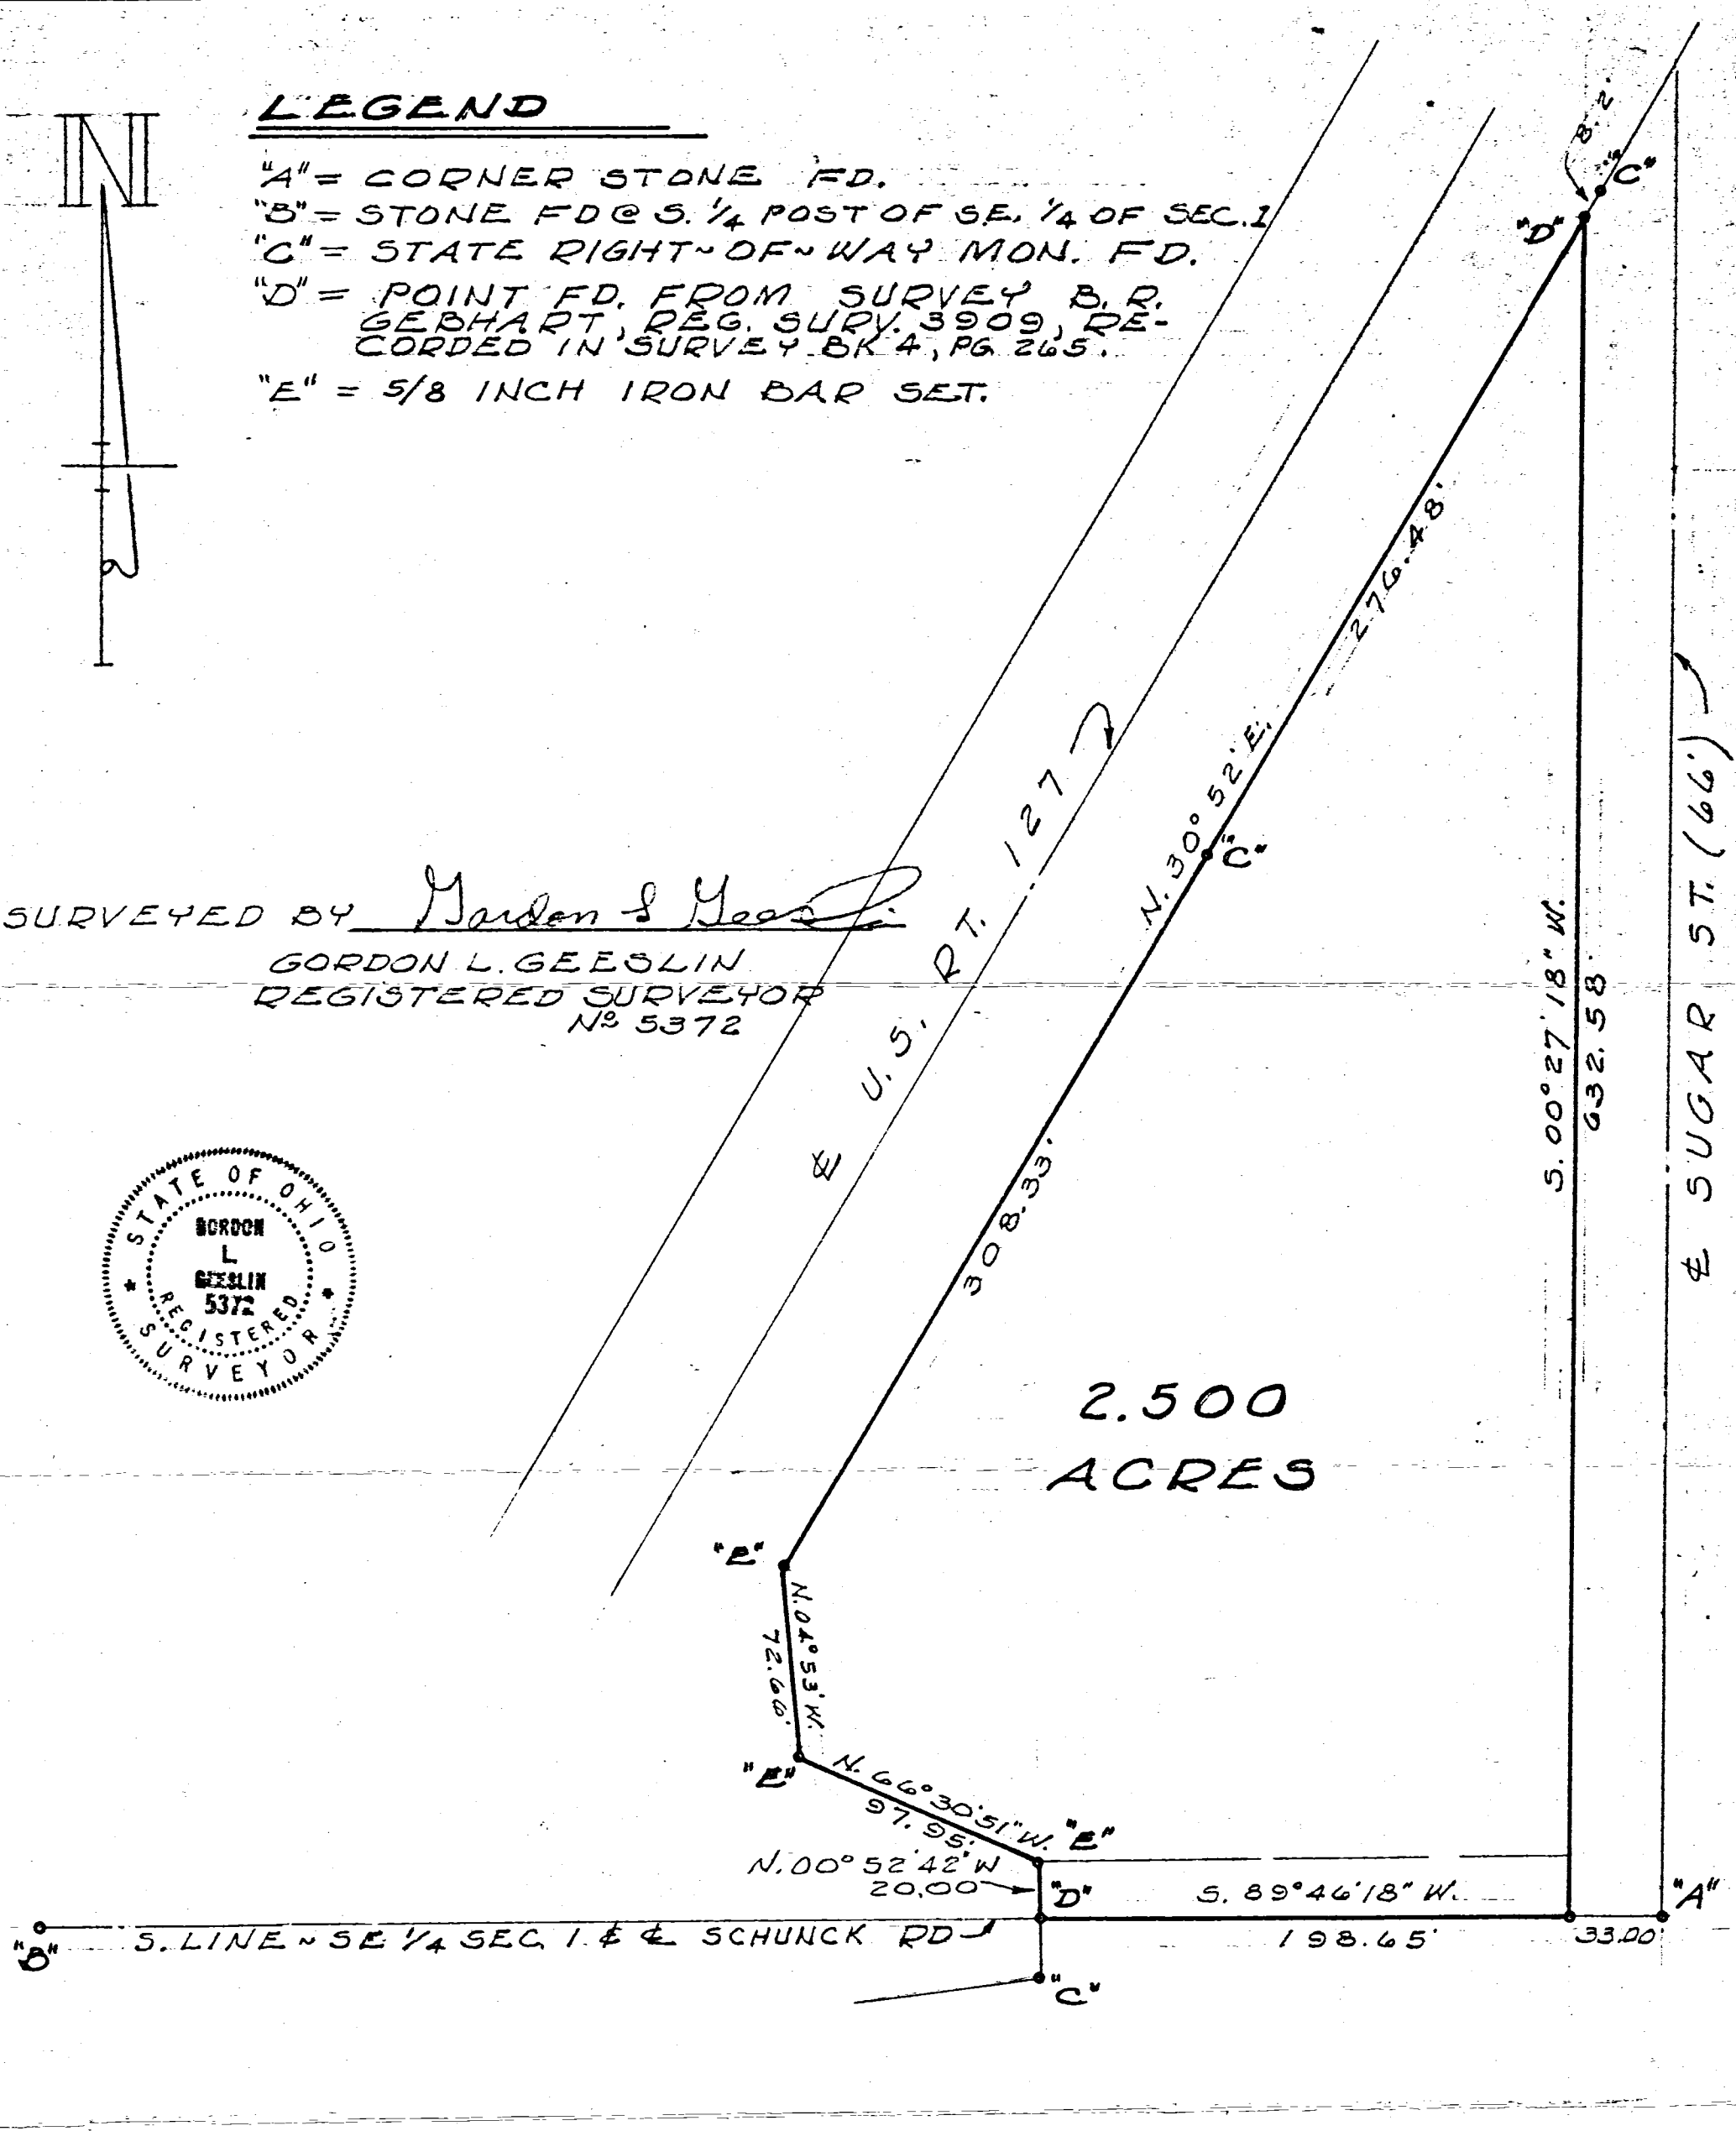 N
LEGEND
"A" = CORNER STONE FD.
"B" = STONE FD @ S. 1/4 POST OF SE. 1/4 OF SEC. 1
"C" = STATE RIGHT~OF~WAY MON. FD.
"D" = POINT FD. FROM SURVEY B. R.
GEBHART, REG. SURV. 3909, RE-
CORDED IN SURVEY BK 4, PG 265.
"E" = 5/8 INCH IRON BAR SET.
8.2'
"C"
"D"
276.48'
N. 30° 52' E.
"C"
℄ U.S. RT. 127
308.33'
S. 00° 27' 18" W.
632.58'
℄ SUGAR ST. (66')
SURVEYED BY
GORDON L. GEESLIN
REGISTERED SURVEYOR
Nº 5372
STATE OF OHIO
GORDON
L
GEESLIN
5372
REGISTERED
SURVEYOR
2.500
ACRES
"E"
N. 04° 53' W.
72.66'
"E"
N. 66° 30' 51" W.
97.95'
"E"
N. 00° 52' 42" W
20.00
"D"
S. 89° 46' 18" W.
"A"
"B"
S. LINE ~ SE 1/4 SEC. 1 & ℄ SCHUNCK RD
198.65'
33.00'
"C"